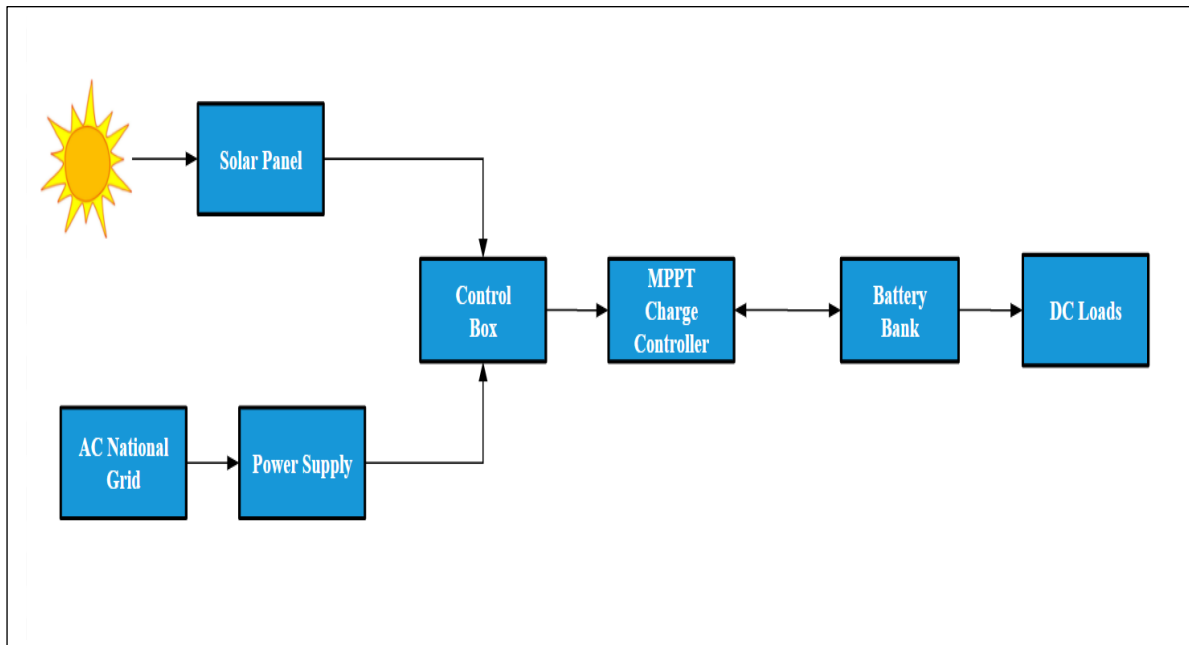 Solar Panel
Control
Box
MPPT
Charge
Controller
Battery
Bank
DC Loads
AC National
Grid
Power Supply